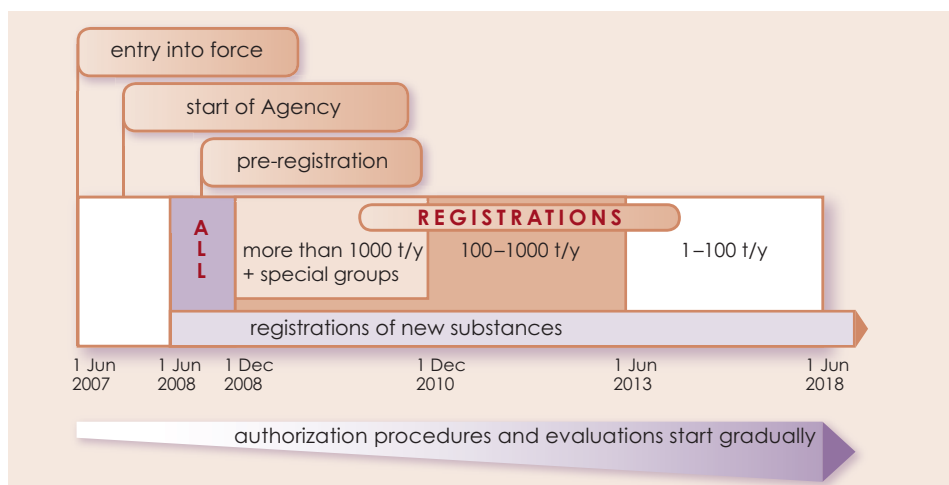 entry into force
start of Agency
pre-registration
A
L
L
REGISTRATIONS
more than 1000 t/y
+ special groups
100–1000 t/y
1–100 t/y
registrations of new substances
1 Jun
2007
1 Jun
2008
1 Dec
2008
1 Dec
2010
1 Jun
2013
1 Jun
2018
authorization procedures and evaluations start gradually